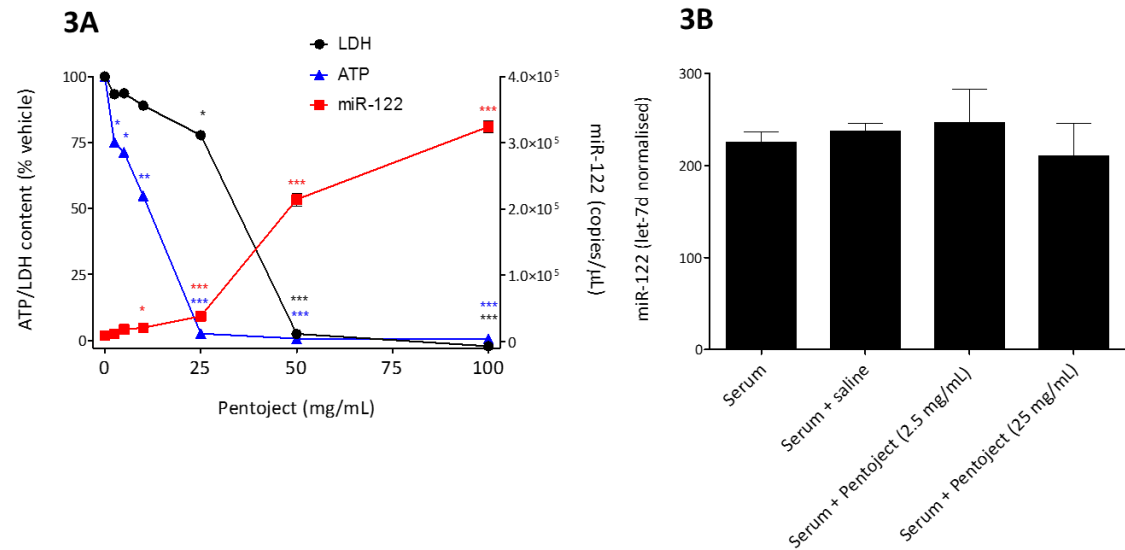 3A
LDH
ATP
miR-122
ATP/LDH content (% vehicle)
100
75
50
25
0
4.0×10⁵
3.0×10⁵
2.0×10⁵
1.0×10⁵
0
miR-122 (copies/µL)
*
*
*
**
***
***
***
***
*
***
***
***
***
0
25
50
75
100
Pentoject (mg/mL)
3B
miR-122 (let-7d normalised)
300
200
100
0
Serum
Serum + saline
Serum + Pentoject (2.5 mg/mL)
Serum + Pentoject (25 mg/mL)